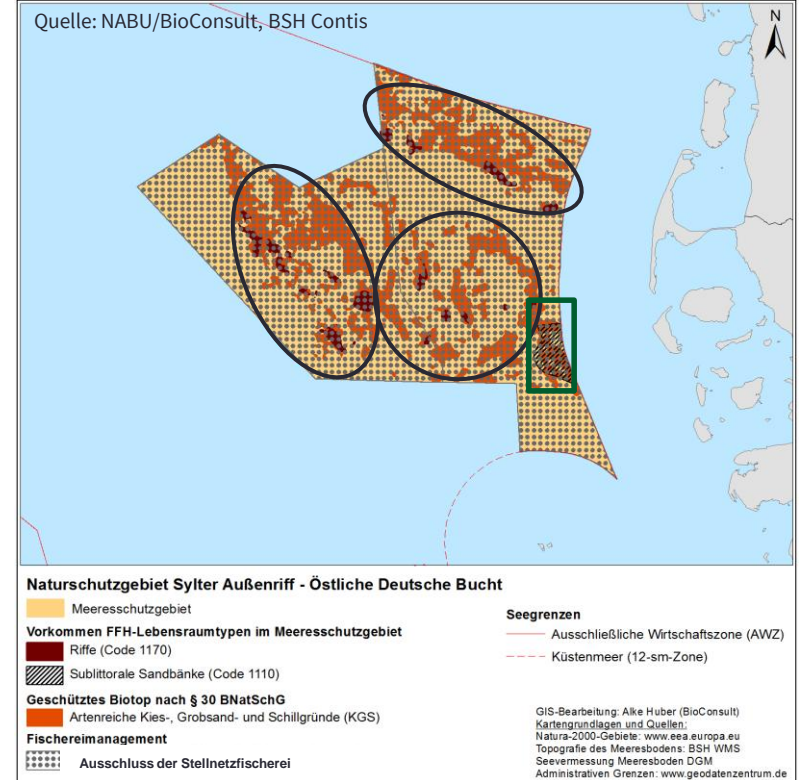 Quelle: NABU/BioConsult, BSH Contis
N
Naturschutzgebiet Sylter Außenriff - Östliche Deutsche Bucht
Meeresschutzgebiet
Vorkommen FFH-Lebensraumtypen im Meeresschutzgebiet
Riffe (Code 1170)
Sublittorale Sandbänke (Code 1110)
Geschütztes Biotop nach § 30 BNatSchG
Artenreiche Kies-, Grobsand- und Schillgründe (KGS)
Fischereimanagement
Ausschluss der Stellnetzfischerei
Seegrenzen
Ausschließliche Wirtschaftszone (AWZ)
Küstenmeer (12-sm-Zone)
GIS-Bearbeitung: Alke Huber (BioConsult)
Kartengrundlagen und Quellen:
Natura-2000-Gebiete: www.eea.europa.eu
Topografie des Meeresbodens: BSH WMS
Seevermessung Meeresboden DGM
Administrativen Grenzen: www.geodatenzentrum.de